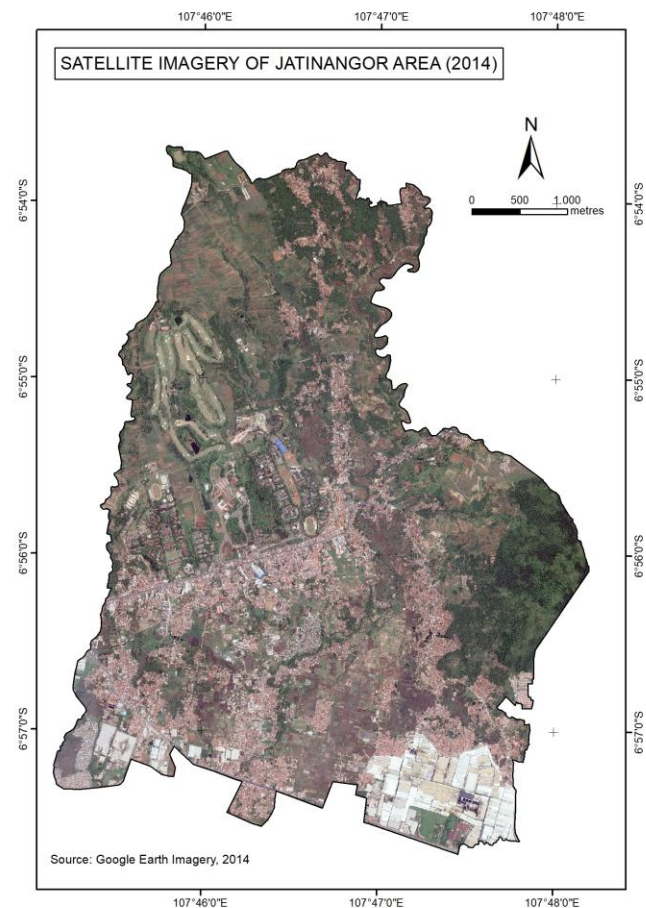 107°46'0"E 107°47'0"E 107°48'0"E
SATELLITE IMAGERY OF JATINANGOR AREA (2014)
N
0 500 1.000
metres
6°54'0"S 6°54'0"S
6°55'0"S 6°55'0"S
6°56'0"S 6°56'0"S
6°57'0"S 6°57'0"S
Source: Google Earth Imagery, 2014
107°46'0"E 107°47'0"E 107°48'0"E